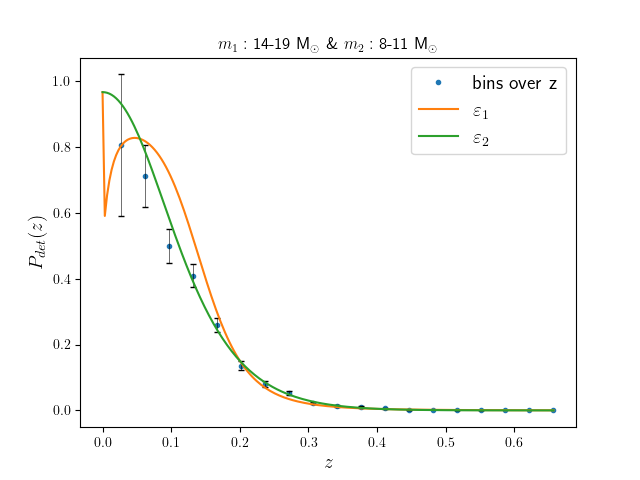 m₁ : 14-19 M⊙ & m₂ : 8-11 M⊙
1.0
0.8
0.6
0.4
0.2
0.0
P_det(z)
bins over z
ε₁
ε₂
0.0 0.1 0.2 0.3 0.4 0.5 0.6
z